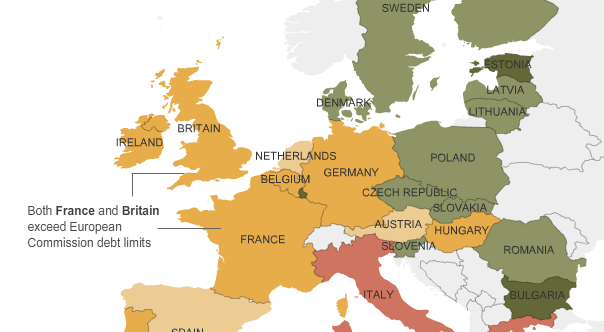 SWEDEN
ESTONIA
LATVIA
DENMARK
LITHUANIA
BRITAIN
IRELAND
NETHERLANDS
POLAND
GERMANY
BELGIUM
CZECH REPUBLIC
SLOVAKIA
Both France and Britain
exceed European
Commission debt limits
AUSTRIA
HUNGARY
FRANCE
SLOVENIA
ROMANIA
ITALY
BULGARIA
SPAIN